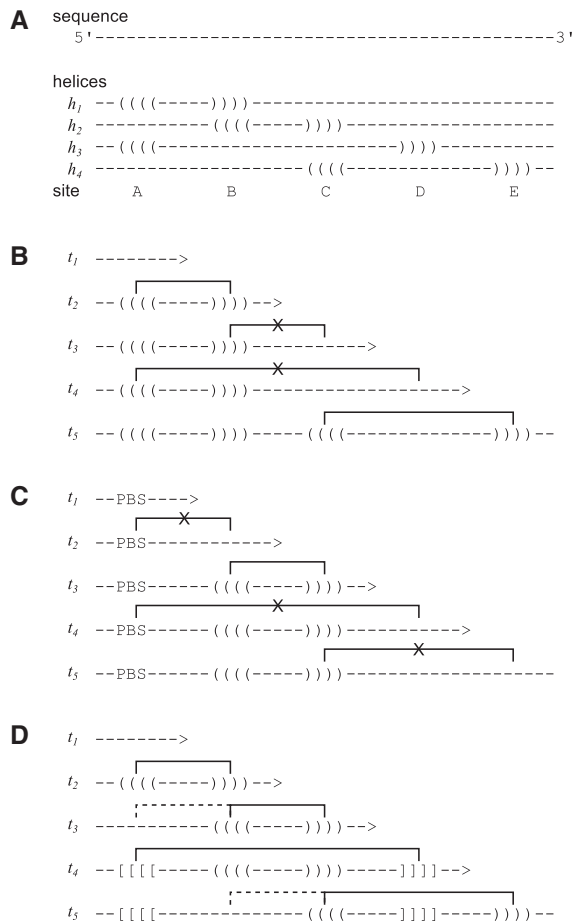 A
sequence
5'--------------------------------------------3'
helices
h1 --((((-----))))-----------------------------
h2 -----------((((-----))))--------------------
h3 --((((-----------------------))))-----------
h4 --------------------((((--------------))))--
site A B C D E
B
t1 -------->
t2 --((((-----))))-->
X
t3 --((((-----))))----------->
X
t4 --((((-----))))-------------------->
t5 --((((-----))))-----((((--------------))))--
C
t1 --PBS---->
X
t2 --PBS------------>
t3 --PBS------((((-----))))-->
X
t4 --PBS------((((-----))))----------->
X
t5 --PBS------((((-----))))--------------------
D
t1 -------->
t2 --((((-----))))-->
t3 -----------((((-----))))-->
t4 --[[[[-----((((-----))))-----]]]]-->
t5 --[[[[--------------((((-----]]]]-----))))--